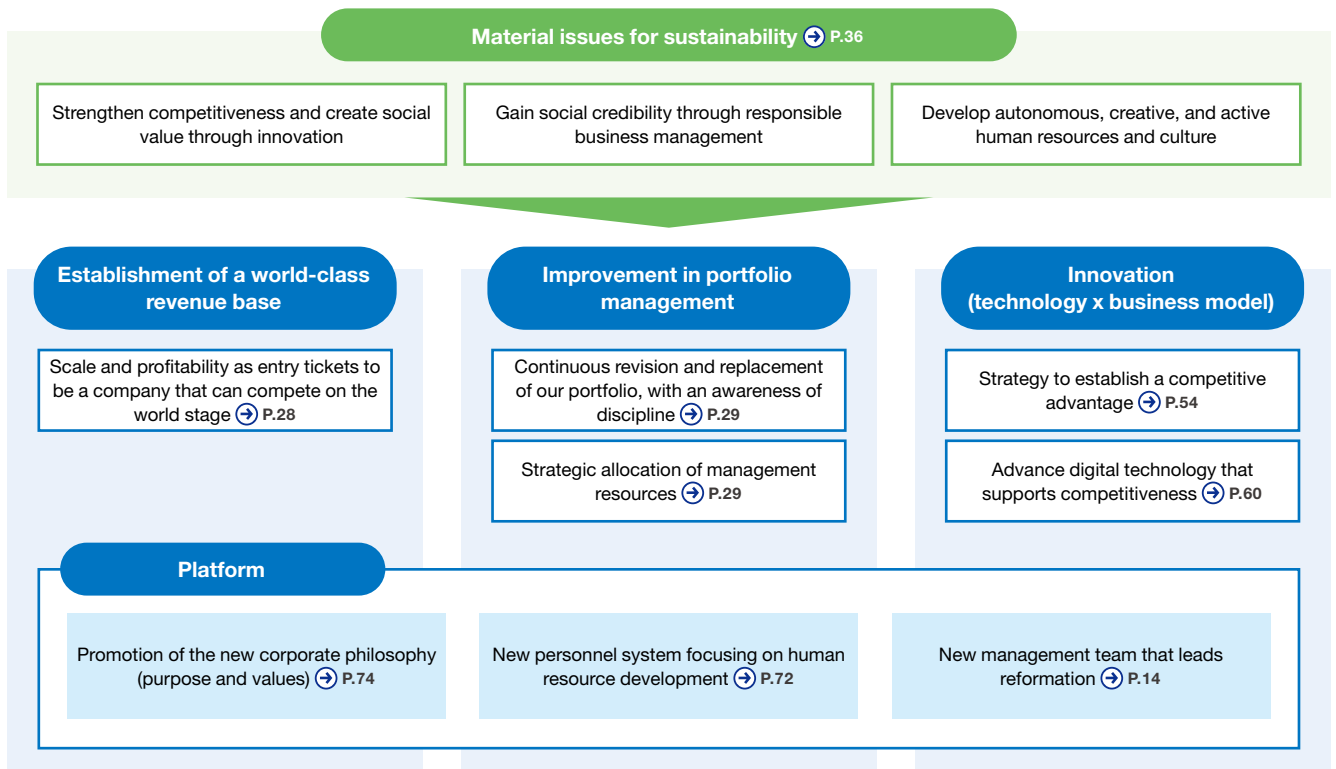 Material issues for sustainability → P.36
Strengthen competitiveness and create social
value through innovation
Gain social credibility through responsible
business management
Develop autonomous, creative, and active
human resources and culture
Establishment of a world-class
revenue base
Scale and profitability as entry tickets to
be a company that can compete on the
world stage → P.28
Improvement in portfolio
management
Continuous revision and replacement
of our portfolio, with an awareness of
discipline → P.29
Strategic allocation of management
resources → P.29
Innovation
(technology x business model)
Strategy to establish a competitive
advantage → P.54
Advance digital technology that
supports competitiveness → P.60
Platform
Promotion of the new corporate philosophy
(purpose and values) → P.74
New personnel system focusing on human
resource development → P.72
New management team that leads
reformation → P.14